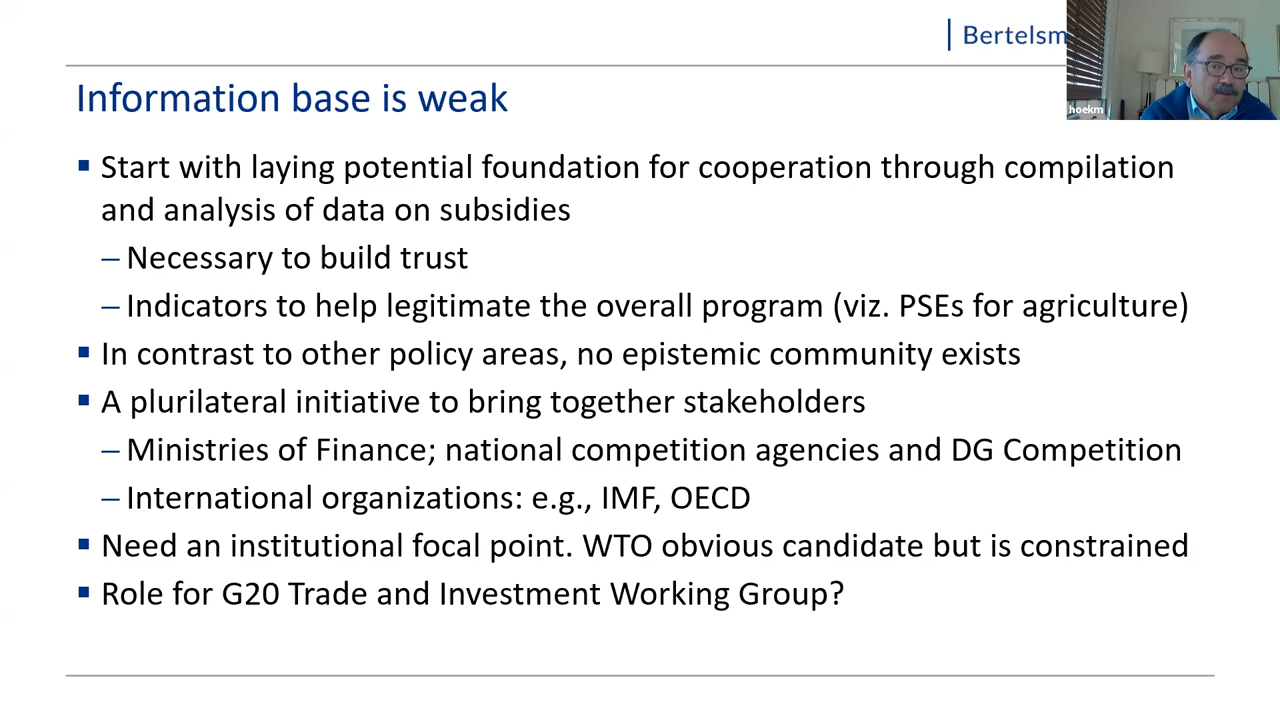 Bertelsm
hoekm
Information base is weak
▪ Start with laying potential foundation for cooperation through compilation
and analysis of data on subsidies
– Necessary to build trust
– Indicators to help legitimate the overall program (viz. PSEs for agriculture)
▪ In contrast to other policy areas, no epistemic community exists
▪ A plurilateral initiative to bring together stakeholders
– Ministries of Finance; national competition agencies and DG Competition
– International organizations: e.g., IMF, OECD
▪ Need an institutional focal point. WTO obvious candidate but is constrained
▪ Role for G20 Trade and Investment Working Group?